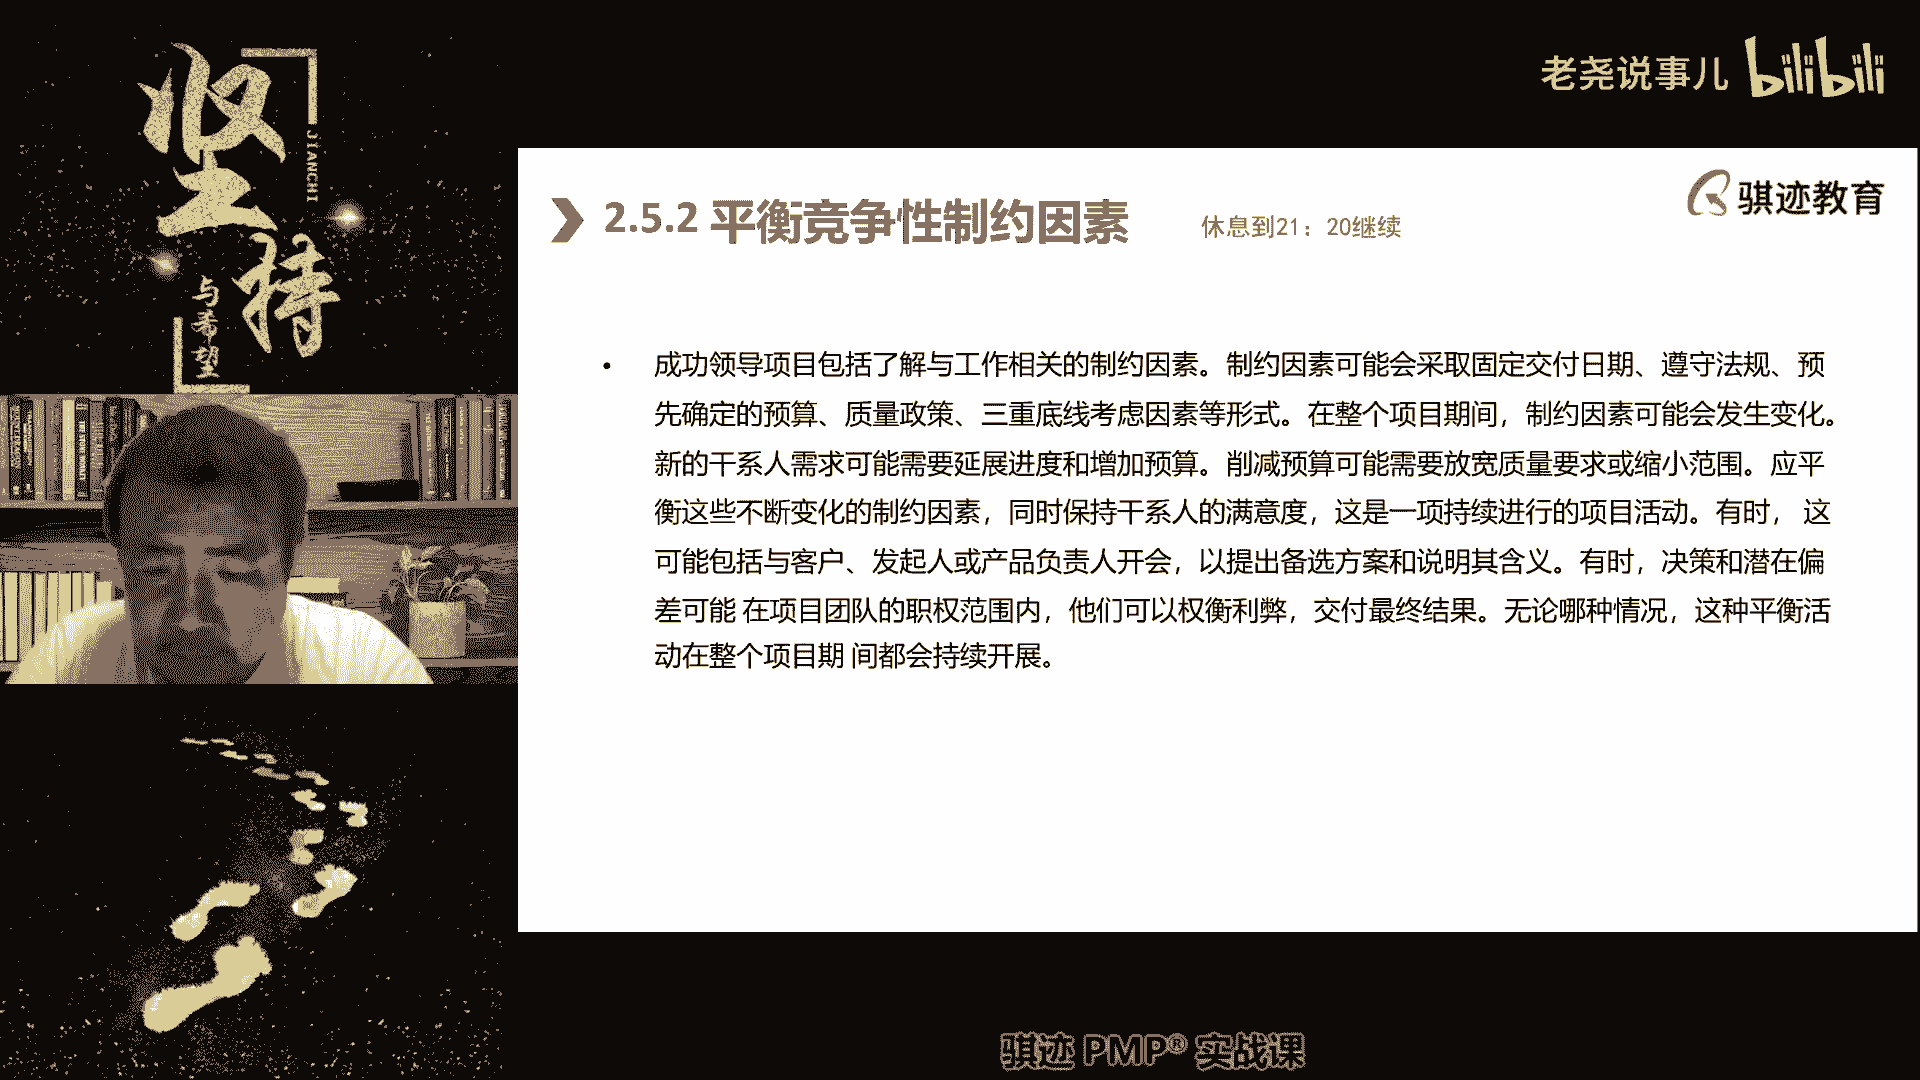 坚持
JIANCHI
与希望
老尧说事儿 bilibili
骐迹教育
2.5.2 平衡竞争性制约因素
休息到21：20继续
• 成功领导项目包括了解与工作相关的制约因素。制约因素可能会采取固定交付日期、遵守法规、预
先确定的预算、质量政策、三重底线考虑因素等形式。在整个项目期间，制约因素可能会发生变化。
新的干系人需求可能需要延展进度和增加预算。削减预算可能需要放宽质量要求或缩小范围。应平
衡这些不断变化的制约因素，同时保持干系人的满意度，这是一项持续进行的项目活动。有时， 这
可能包括与客户、发起人或产品负责人开会，以提出备选方案和说明其含义。有时，决策和潜在偏
差可能 在项目团队的职权范围内，他们可以权衡利弊，交付最终结果。无论哪种情况，这种平衡活
动在整个项目期 间都会持续开展。
骐迹 PMP® 实战课